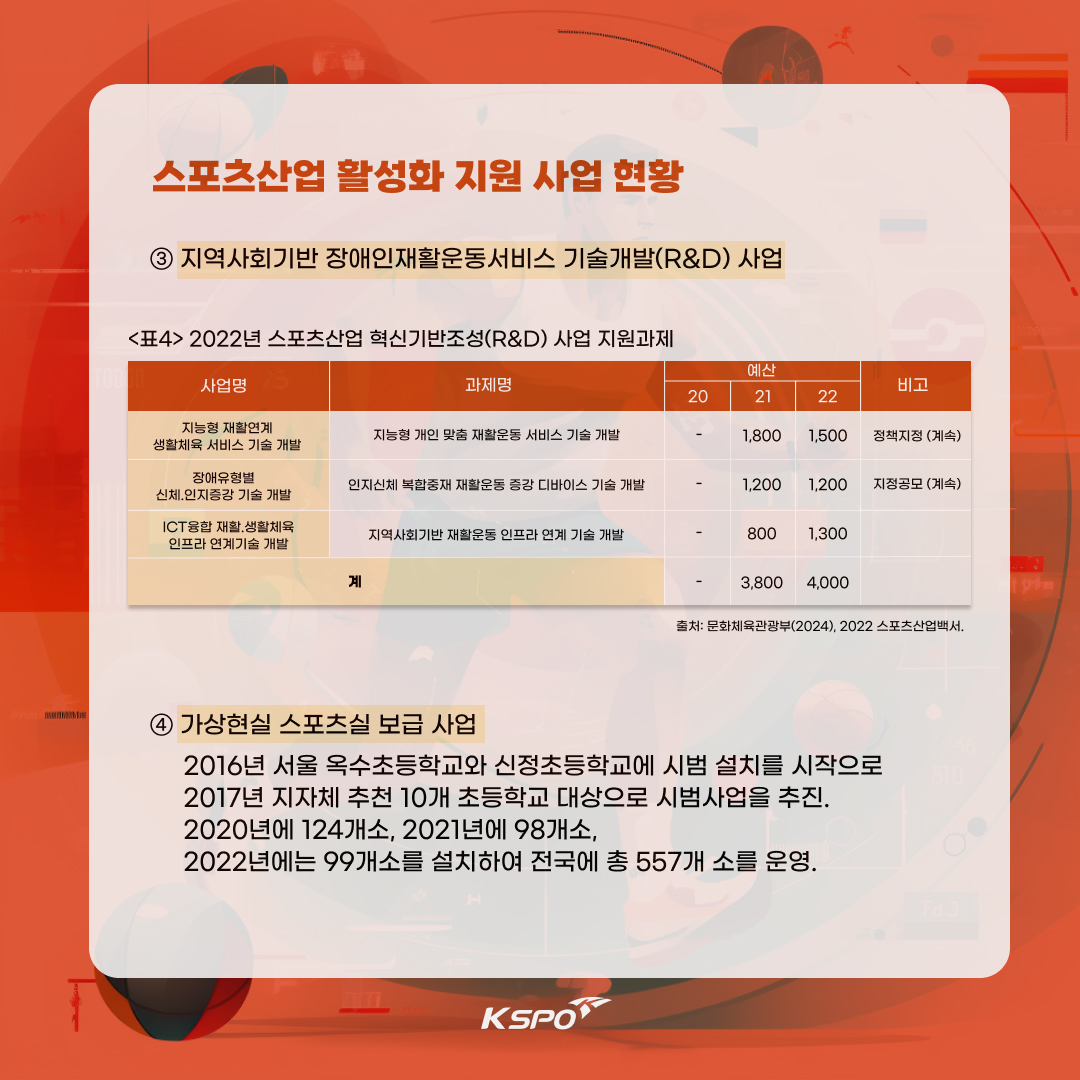 스포츠산업 활성화 지원 사업 현황
③ 지역사회기반 장애인재활운동서비스 기술개발(R&D) 사업
<표4> 2022년 스포츠산업 혁신기반조성(R&D) 사업 지원과제
사업명 과제명 예산 비고
20 21 22
지능형 재활연계
생활체육 서비스 기술 개발
지능형 개인 맞춤 재활운동 서비스 기술 개발 - 1,800 1,500 정책지정 (계속)
장애유형별
신체.인지증강 기술 개발
인지신체 복합중재 재활운동 증강 디바이스 기술 개발 - 1,200 1,200 지정공모 (계속)
ICT융합 재활.생활체육
인프라 연계기술 개발
지역사회기반 재활운동 인프라 연계 기술 개발 - 800 1,300
계 - 3,800 4,000
출처: 문화체육관광부(2024), 2022 스포츠산업백서.
④ 가상현실 스포츠실 보급 사업
2016년 서울 옥수초등학교와 신정초등학교에 시범 설치를 시작으로
2017년 지자체 추천 10개 초등학교 대상으로 시범사업을 추진.
2020년에 124개소, 2021년에 98개소,
2022년에는 99개소를 설치하여 전국에 총 557개 소를 운영.
KSPO